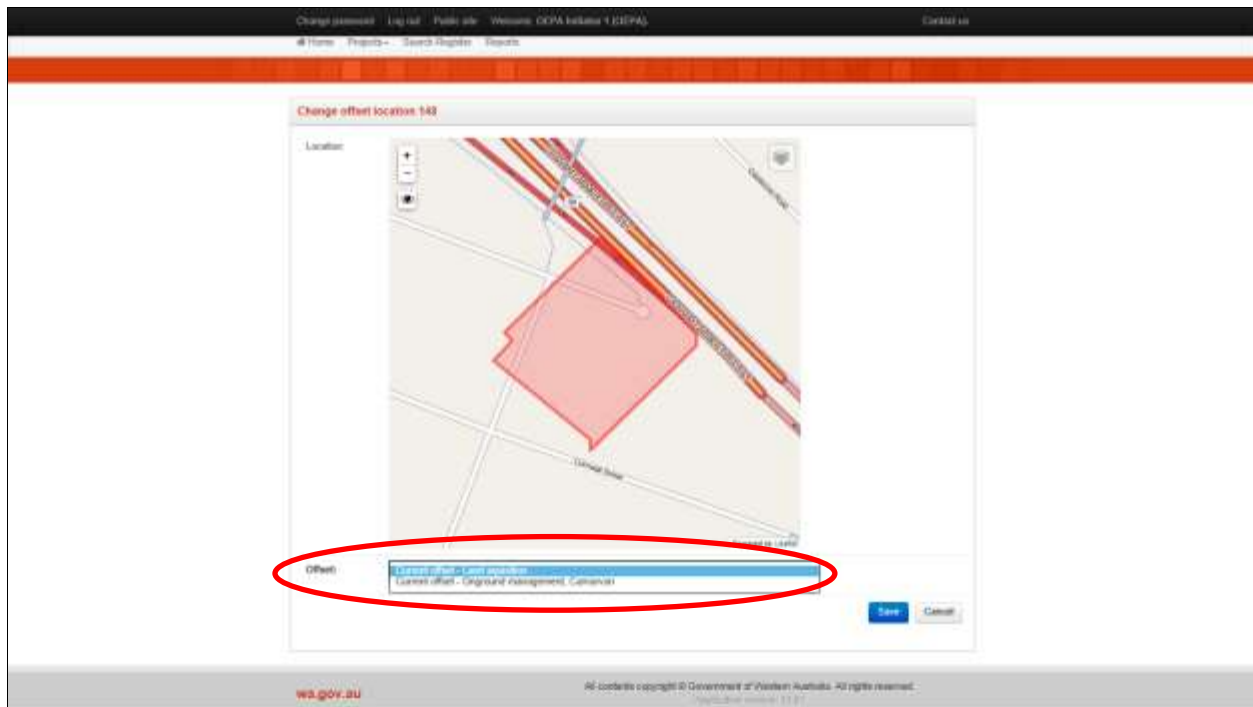 Change password Log out Public site Welcome, OEPA Initiator 1 (OEPA). Contact us
Home Projects Search Register Reports
Change offset location 148
Location
+
−
Offset:
Current offset - Land aquisition
Current offset - Onground management, Carnarvon
Save Cancel
wa.gov.au
All contents copyright © Government of Western Australia. All rights reserved.